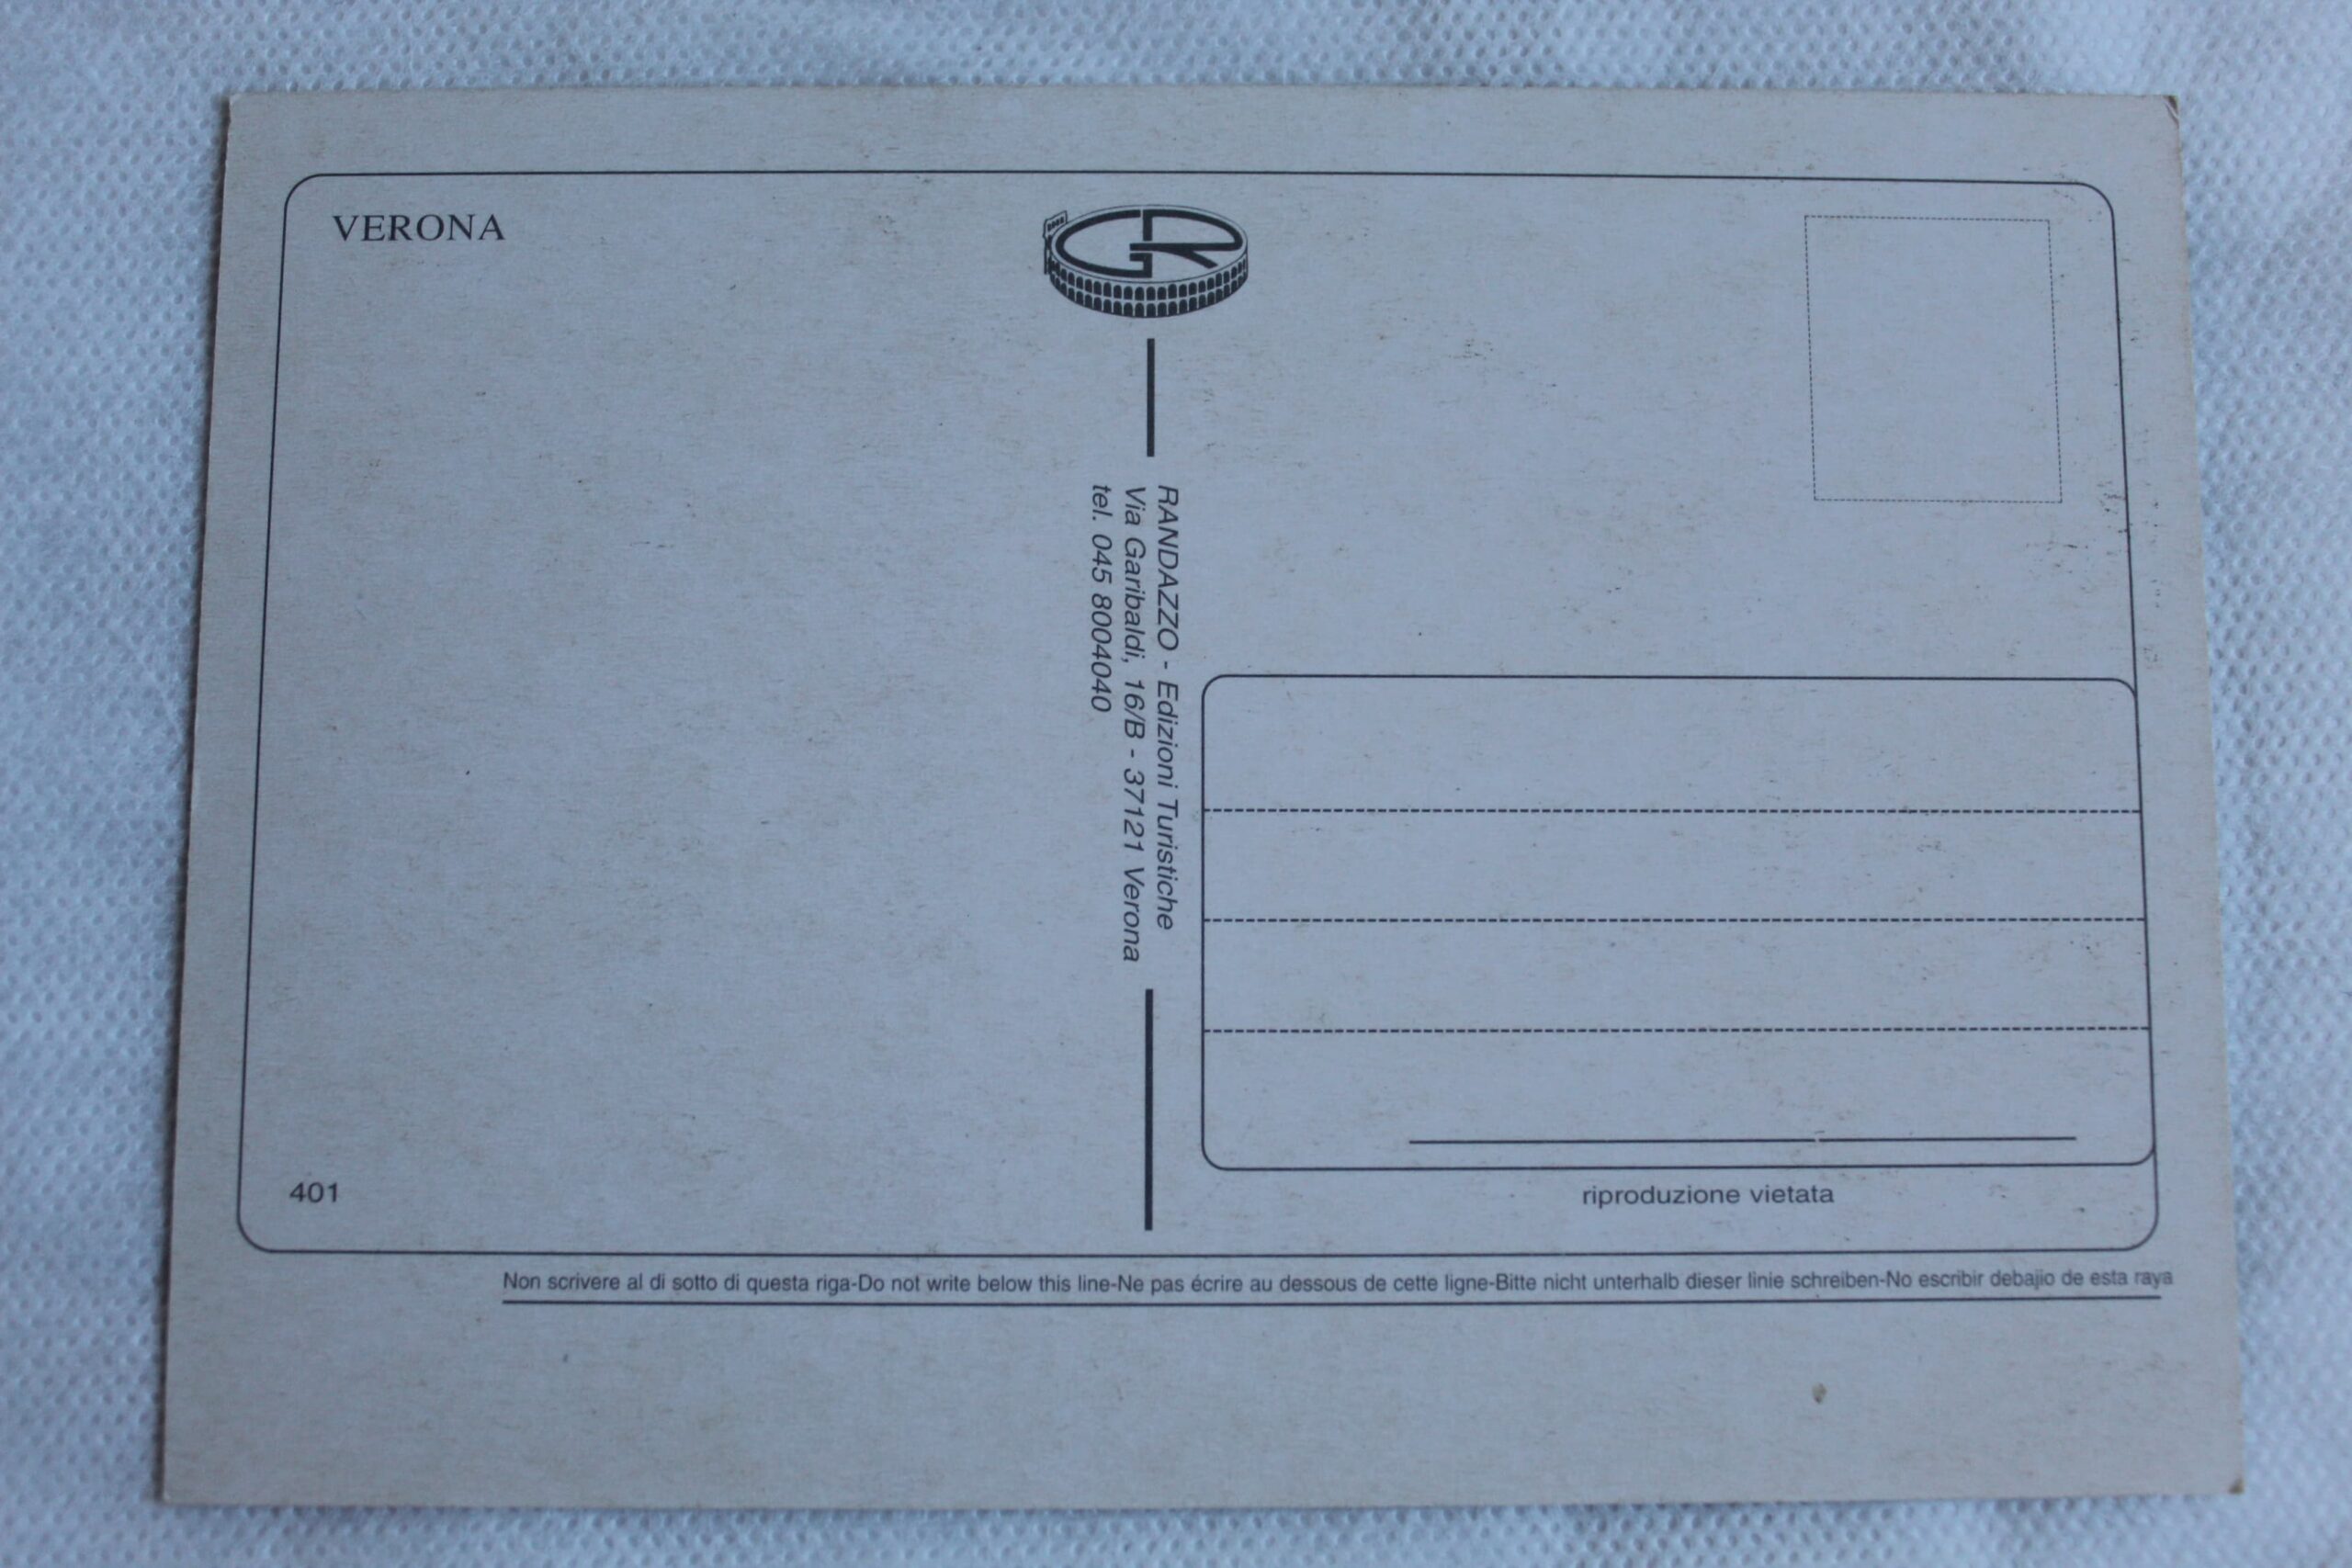 VERONA
GR
RANDAZZO - Edizioni Turistiche
Via Garibaldi, 16/B - 37121 Verona
tel. 045 8004040
401
riproduzione vietata
Non scrivere al di sotto di questa riga-Do not write below this line-Ne pas écrire au dessous de cette ligne-Bitte nicht unterhalb dieser linie schreiben-No escribir debajio de esta raya